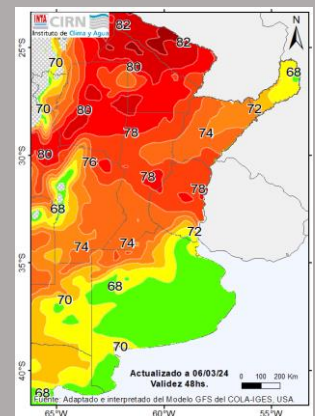 INTA CIRN
Instituto de Clima y Agua
N
82
82
70
80
68
25°S
70
72
80
74
78
30°S
80
76
78
78
68
72
74
74
35°S
68
70
70
Actualizado a 06/03/24
Validez 48hs.
0 100 200 Km
40°S
68
Fuente: Adaptado e interpretado del Modelo GFS del COLA-IGES, USA.
65°W 60°W 55°W